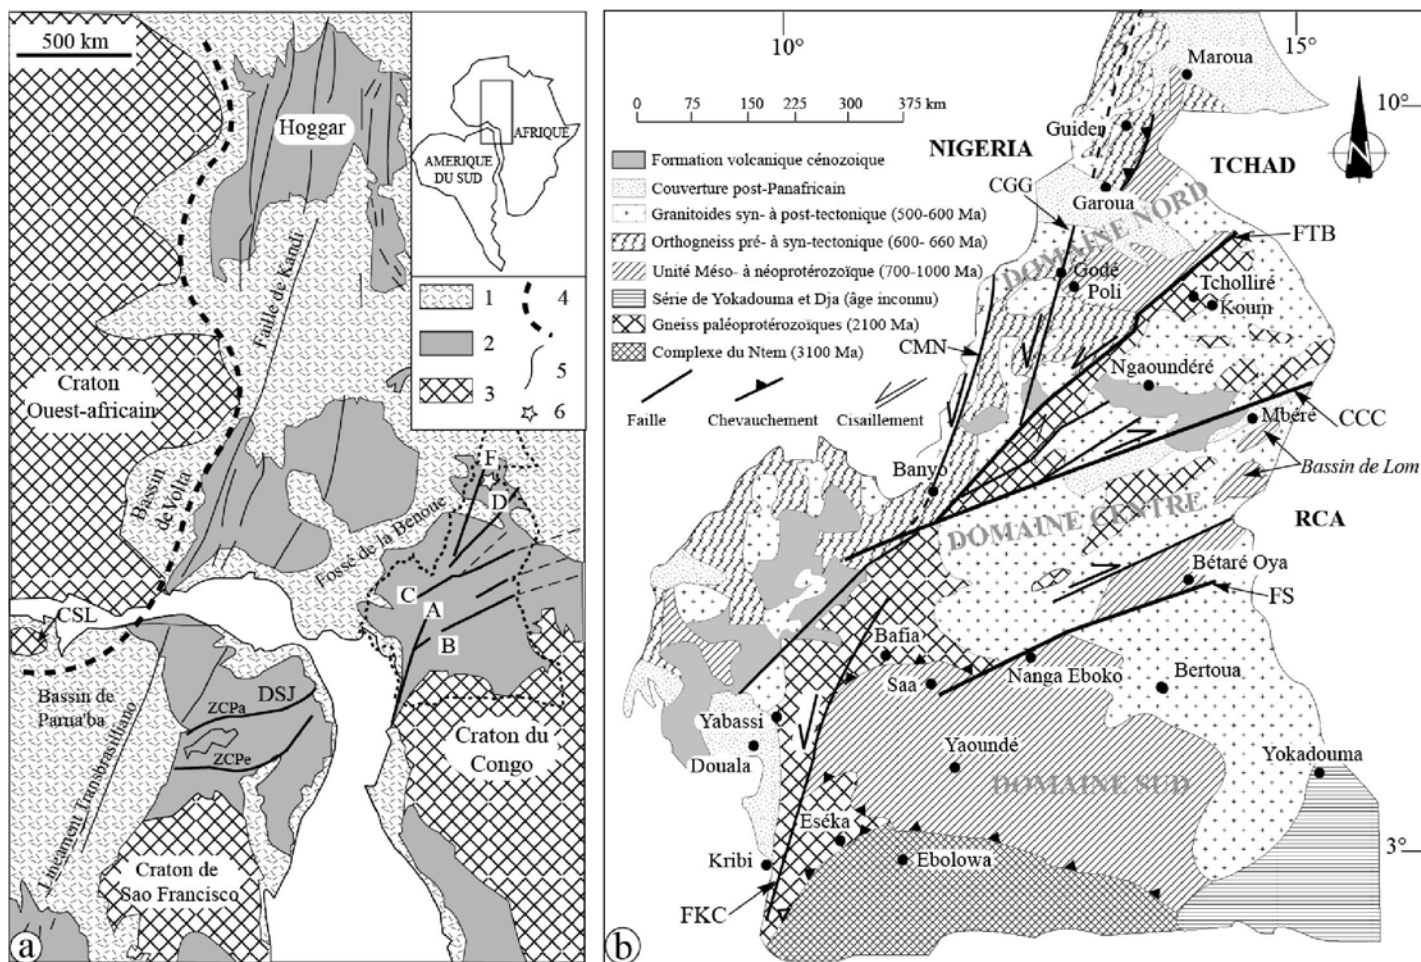 500 km
Hoggar
AFRIQUE
AMERIQUE
DU SUD
Faille de Kandi
1
2
3
4
5
6
Craton
Ouest-africain
Bassin
de Volta
Fossé de la Benoue
F
D
C
A
B
CSL
Bassin de
Parna'ba
DSJ
ZCPa
ZCPe
Linéament Transbrasiliano
Craton du
Congo
Craton de
Sao Francisco
a
10°
15°
Maroua
0 75 150 225 300 375 km
10°
Guider
NIGERIA
TCHAD
Formation volcanique cénozoique
Couverture post-Panafricain
Granitoides syn- à post-tectonique (500-600 Ma)
Orthogneiss pré- à syn-tectonique (600- 660 Ma)
Unité Méso- à néoprotérozoïque (700-1000 Ma)
Série de Yokadouma et Dja (âge inconnu)
Gneiss paléoprotérozoïques (2100 Ma)
Complexe du Ntem (3100 Ma)
Faille
Chevauchement
Cisaillement
CGG
Garoua
DOMAINE NORD
FTB
Godé
Poli
Tcholliré
Koum
CMN
Ngaoundéré
Mbéré
CCC
Banyo
Bassin de Lom
DOMAINE CENTRE
RCA
Bétaré Oya
FS
Bafia
Saa
Nanga Eboko
Bertoua
Yabassi
Douala
Yaoundé
Yokadouma
DOMAINE SUD
Eséka
Kribi
Ebolowa
3°
FKC
b